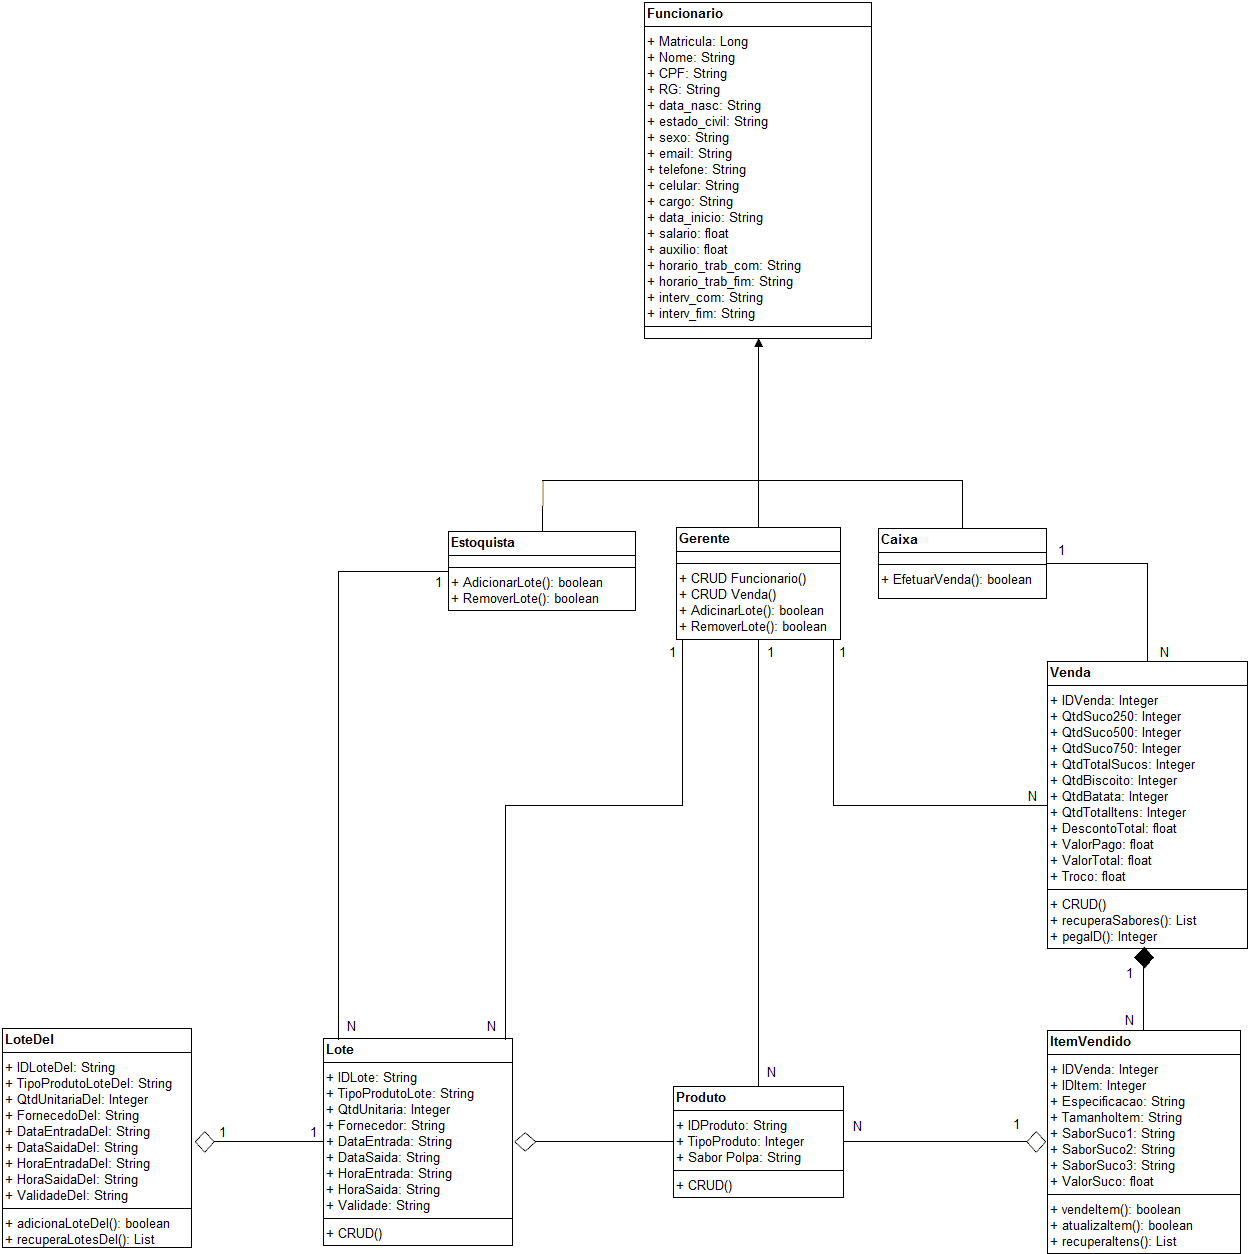 Funcionario
+ Matricula: Long
+ Nome: String
+ CPF: String
+ RG: String
+ data_nasc: String
+ estado_civil: String
+ sexo: String
+ email: String
+ telefone: String
+ celular: String
+ cargo: String
+ data_inicio: String
+ salario: float
+ auxilio: float
+ horario_trab_com: String
+ horario_trab_fim: String
+ interv_com: String
+ interv_fim: String
Estoquista
+ AdicionarLote(): boolean
+ RemoverLote(): boolean
1
Gerente
+ CRUD Funcionario()
+ CRUD Venda()
+ AdicinarLote(): boolean
+ RemoverLote(): boolean
1
1
1
Caixa
+ EfetuarVenda(): boolean
1
N
Venda
+ IDVenda: Integer
+ QtdSuco250: Integer
+ QtdSuco500: Integer
+ QtdSuco750: Integer
+ QtdTotalSucos: Integer
+ QtdBiscoito: Integer
+ QtdBatata: Integer
+ QtdTotalItens: Integer
+ DescontoTotal: float
+ ValorPago: float
+ ValorTotal: float
+ Troco: float
+ CRUD()
+ recuperaSabores(): List
+ pegaID(): Integer
N
1
N
LoteDel
+ IDLoteDel: String
+ TipoProdutoLoteDel: String
+ QtdUnitariaDel: Integer
+ FornecedoDel: String
+ DataEntradaDel: String
+ DataSaidaDel: String
+ HoraEntradaDel: String
+ HoraSaidaDel: String
+ ValidadeDel: String
+ adicionaLoteDel(): boolean
+ recuperaLotesDel(): List
1
1
N
N
Lote
+ IDLote: String
+ TipoProdutoLote: String
+ QtdUnitaria: Integer
+ Fornecedor: String
+ DataEntrada: String
+ DataSaida: String
+ HoraEntrada: String
+ HoraSaida: String
+ Validade: String
+ CRUD()
N
Produto
+ IDProduto: String
+ TipoProduto: Integer
+ Sabor Polpa: String
+ CRUD()
N
1
ItemVendido
+ IDVenda: Integer
+ IDItem: Integer
+ Especificacao: String
+ TamanhoItem: String
+ SaborSuco1: String
+ SaborSuco2: String
+ SaborSuco3: String
+ ValorSuco: float
+ vendeItem(): boolean
+ atualizaItem(): boolean
+ recuperaItens(): List